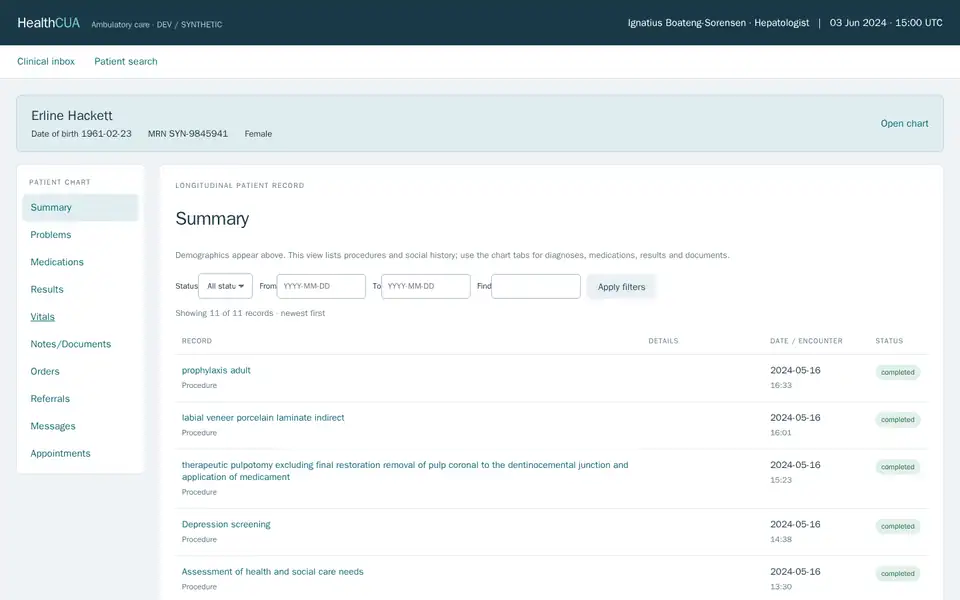 HealthCUA Ambulatory care · DEV / SYNTHETIC Ignatius Boateng-Sorensen · Hepatologist | 03 Jun 2024 · 15:00 UTC
Clinical inbox Patient search
Erline Hackett
Date of birth 1961-02-23 MRN SYN-9845941 Female
Open chart
PATIENT CHART
Summary
Problems
Medications
Results
Vitals
Notes/Documents
Orders
Referrals
Messages
Appointments
LONGITUDINAL PATIENT RECORD
Summary
Demographics appear above. This view lists procedures and social history; use the chart tabs for diagnoses, medications, results and documents.
Status All statu From YYYY-MM-DD To YYYY-MM-DD Find Apply filters
Showing 11 of 11 records · newest first
RECORD DETAILS DATE / ENCOUNTER STATUS
prophylaxis adult 2024-05-16 completed
Procedure 16:33
labial veneer porcelain laminate indirect 2024-05-16 completed
Procedure 16:01
therapeutic pulpotomy excluding final restoration removal of pulp coronal to the dentinocemental junction and 2024-05-16 completed
application of medicament 15:23
Procedure
Depression screening 2024-05-16 completed
Procedure 14:38
Assessment of health and social care needs 2024-05-16 completed
Procedure 13:30